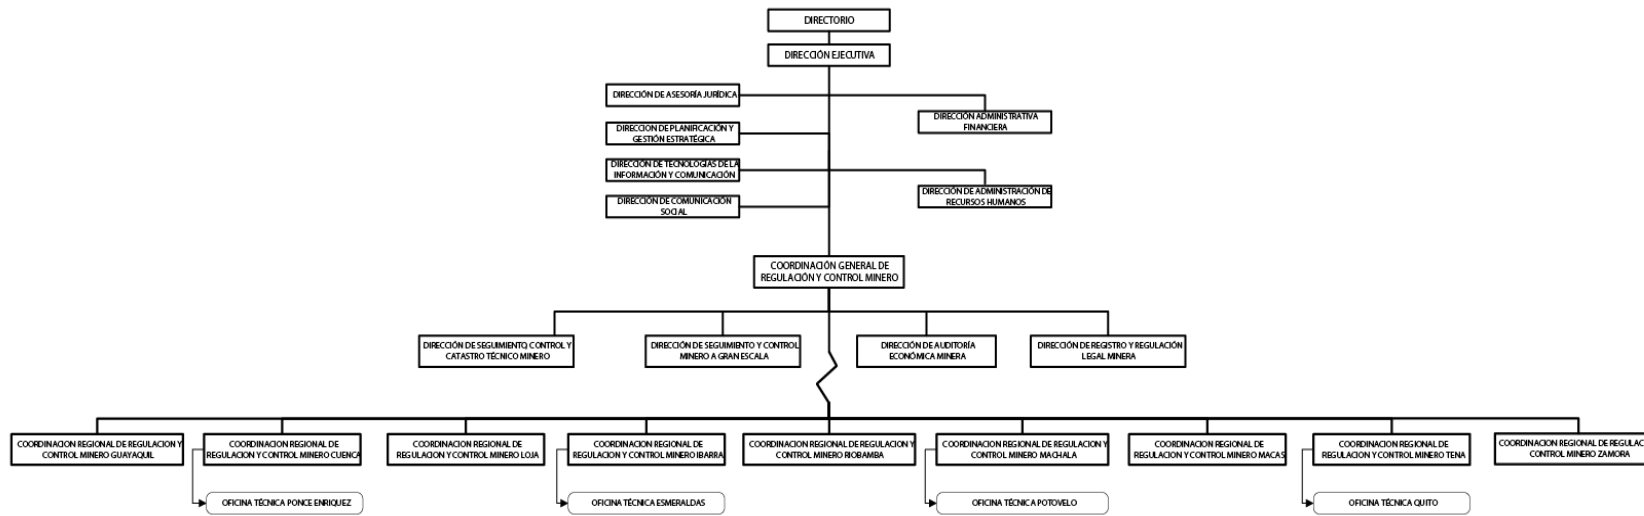 DIRECTORIO
DIRECCIÓN EJECUTIVA
DIRECCIÓN DE ASESORÍA JURÍDICA
DIRECCIÓN ADMINISTRATIVA
FINANCIERA
DIRECCION DE PLANIFICACIÓN Y
GESTIÓN ESTRATÉGICA
DIRECCIÓN DE TECNOLOGÍAS DE LA
INFORMACIÓN Y COMUNICACIÓN
DIRECCIÓN DE ADMINISTRACIÓN DE
RECURSOS HUMANOS
DIRECCIÓN DE COMUNICACIÓN
SOCIAL
COORDINACIÓN GENERAL DE
REGULACIÓN Y CONTROL MINERO
DIRECCIÓN DE SEGUIMIENTO, CONTROL Y
CATASTRO TÉCNICO MINERO
DIRECCIÓN DE SEGUIMIENTO Y CONTROL
MINERO A GRAN ESCALA
DIRECCIÓN DE AUDITORÍA
ECONÓMICA MINERA
DIRECCIÓN DE REGISTRO Y REGULACIÓN
LEGAL MINERA
COORDINACION REGIONAL DE REGULACION Y
CONTROL MINERO GUAYAQUIL
COORDINACION REGIONAL DE
REGULACION Y CONTROL MINERO CUENCA
COORDINACION REGIONAL DE
REGULACION Y CONTROL MINERO LOJA
COORDINACION REGIONAL DE
REGULACION Y CONTROL MINERO IBARRA
COORDINACION REGIONAL DE REGULACION Y
CONTROL MINERO RIOBAMBA
COORDINACION REGIONAL DE REGULACION Y
CONTROL MINERO MACHALA
COORDINACION REGIONAL DE
REGULACION Y CONTROL MINERO MACAS
COORDINACION REGIONAL DE
REGULACION Y CONTROL MINERO TENA
COORDINACION REGIONAL DE
CONTROL MINERO ZAMORA
OFICINA TÉCNICA PONCE ENRIQUEZ
OFICINA TÉCNICA ESMERALDAS
OFICINA TÉCNICA POTOVELO
OFICINA TÉCNICA QUITO